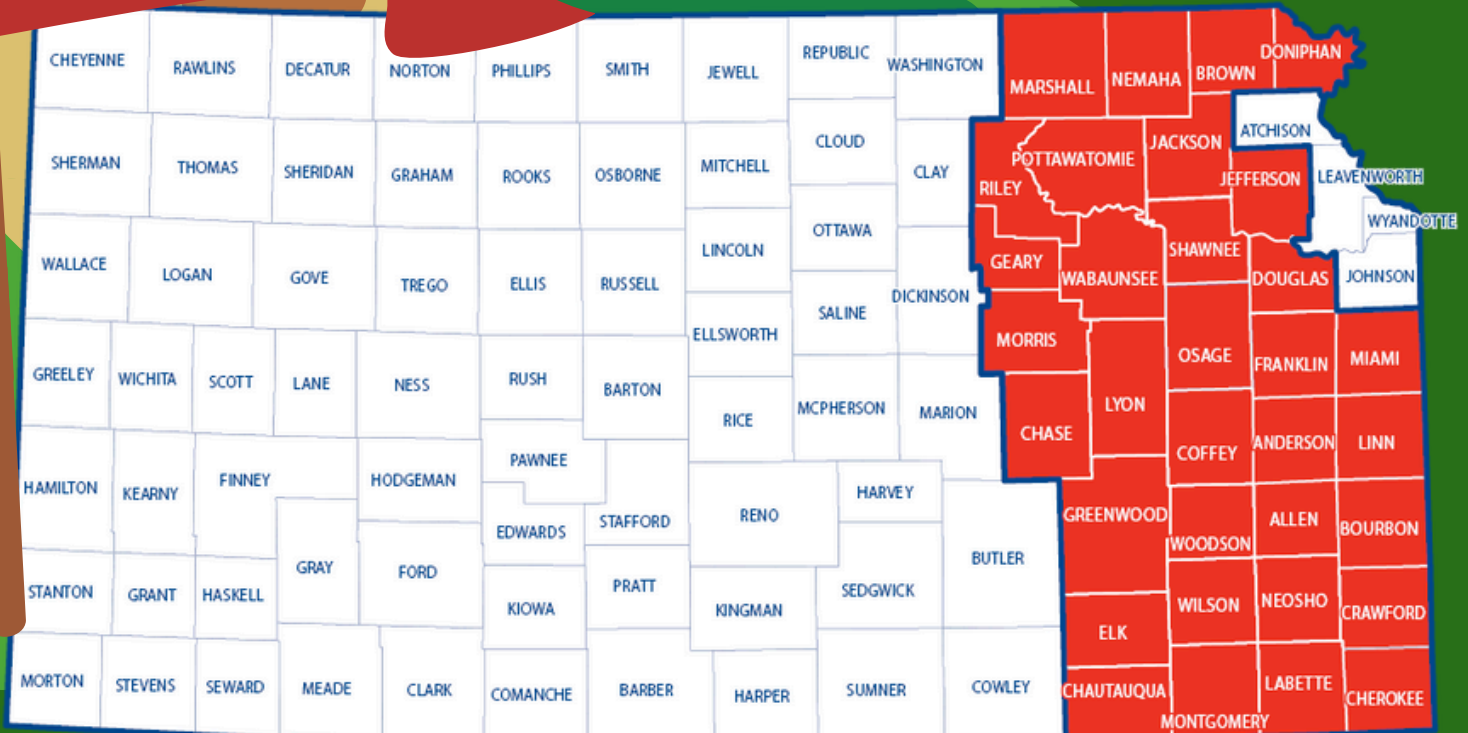 CHEYENNE
RAWLINS
DECATUR
NORTON
PHILLIPS
SMITH
JEWELL
REPUBLIC
WASHINGTON
MARSHALL
NEMAHA
BROWN
DONIPHAN
SHERMAN
THOMAS
SHERIDAN
GRAHAM
ROOKS
OSBORNE
MITCHELL
CLOUD
CLAY
RILEY
POTTAWATOMIE
JACKSON
ATCHISON
JEFFERSON
LEAVENWORTH
WYANDOTTE
WALLACE
LOGAN
GOVE
TREGO
ELLIS
RUSSELL
LINCOLN
OTTAWA
DICKINSON
GEARY
WABAUNSEE
SHAWNEE
DOUGLAS
JOHNSON
ELLSWORTH
SALINE
MORRIS
OSAGE
FRANKLIN
MIAMI
GREELEY
WICHITA
SCOTT
LANE
NESS
RUSH
BARTON
RICE
MCPHERSON
MARION
CHASE
LYON
COFFEY
ANDERSON
LINN
HAMILTON
KEARNY
FINNEY
HODGEMAN
PAWNEE
EDWARDS
STAFFORD
RENO
HARVEY
BUTLER
GREENWOOD
WOODSON
ALLEN
BOURBON
STANTON
GRANT
HASKELL
GRAY
FORD
KIOWA
PRATT
KINGMAN
SEDGWICK
ELK
WILSON
NEOSHO
CRAWFORD
MORTON
STEVENS
SEWARD
MEADE
CLARK
COMANCHE
BARBER
HARPER
SUMNER
COWLEY
CHAUTAUQUA
MONTGOMERY
LABETTE
CHEROKEE